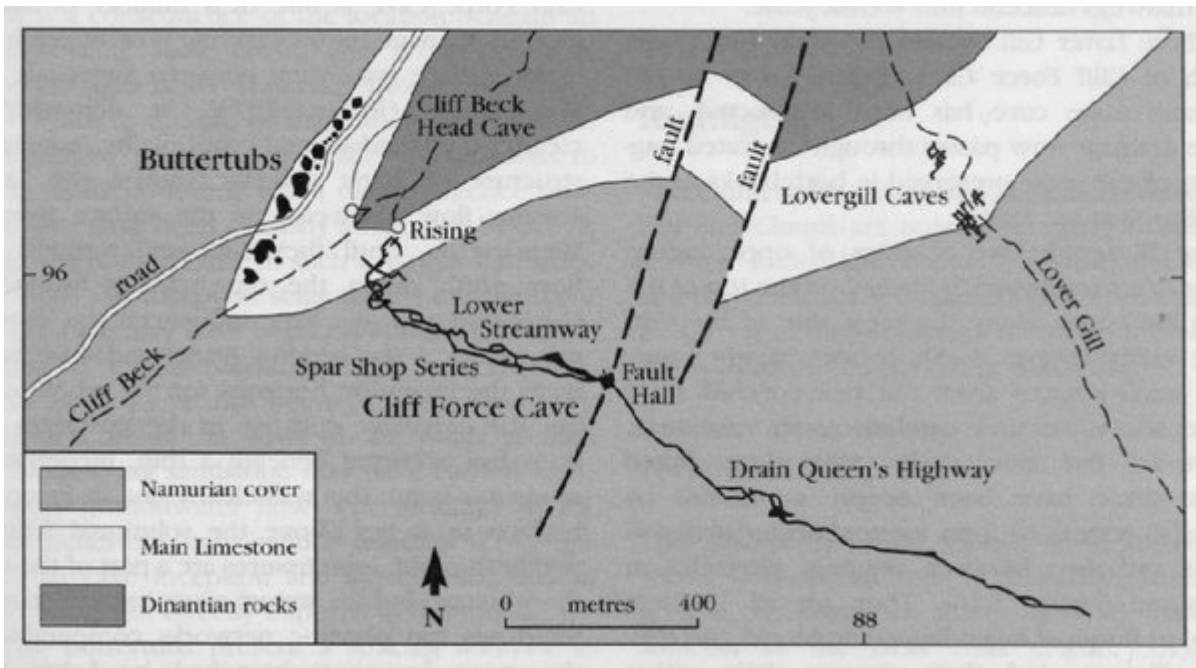 Cliff Beck
Head Cave
Buttertubs
fault
fault
Lovergill Caves
Rising
96
road
Lower
Streamway
Lover Gill
Spar Shop Series
Fault
Hall
Cliff Beck
Cliff Force Cave
Drain Queen's Highway
Namurian cover
Main Limestone
Dinantian rocks
N
0 metres 400
88